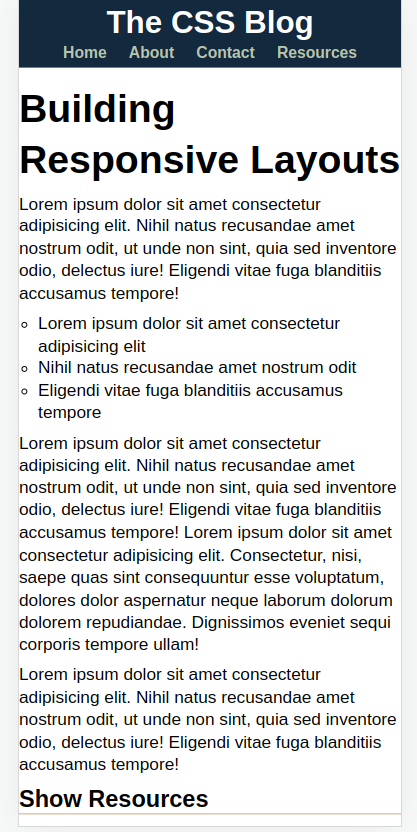 The CSS Blog
Home About Contact Resources
Building
Responsive Layouts
Lorem ipsum dolor sit amet consectetur
adipisicing elit. Nihil natus recusandae amet
nostrum odit, ut unde non sint, quia sed inventore
odio, delectus iure! Eligendi vitae fuga blanditiis
accusamus tempore!
Lorem ipsum dolor sit amet consectetur
adipisicing elit
Nihil natus recusandae amet nostrum odit
Eligendi vitae fuga blanditiis accusamus
tempore
Lorem ipsum dolor sit amet consectetur
adipisicing elit. Nihil natus recusandae amet
nostrum odit, ut unde non sint, quia sed inventore
odio, delectus iure! Eligendi vitae fuga blanditiis
accusamus tempore! Lorem ipsum dolor sit amet
consectetur adipisicing elit. Consectetur, nisi,
saepe quas sint consequuntur esse voluptatum,
dolores dolor aspernatur neque laborum dolorum
dolorem repudiandae. Dignissimos eveniet sequi
corporis tempore ullam!
Lorem ipsum dolor sit amet consectetur
adipisicing elit. Nihil natus recusandae amet
nostrum odit, ut unde non sint, quia sed inventore
odio, delectus iure! Eligendi vitae fuga blanditiis
accusamus tempore!
Show Resources